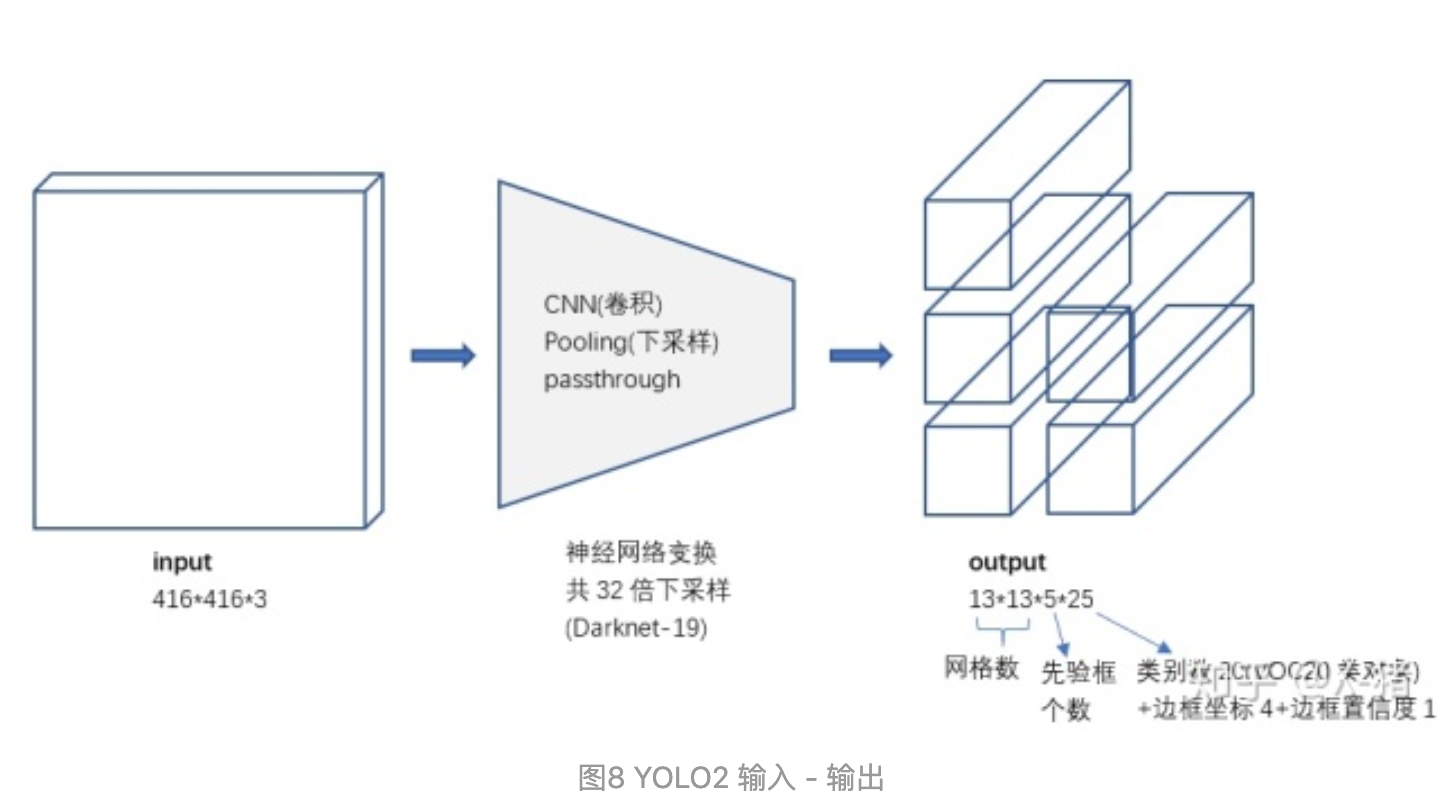 CNN(卷积)
Pooling(下采样)
passthrough
input
416*416*3
神经网络变换
共 32 倍下采样
(Darknet-19)
output
13*13*5*25
网格数
先验框
个数
类别数 20(VOC20
+边框坐标 4+边框置信度 1
知乎
图8 YOLO2 输入 - 输出